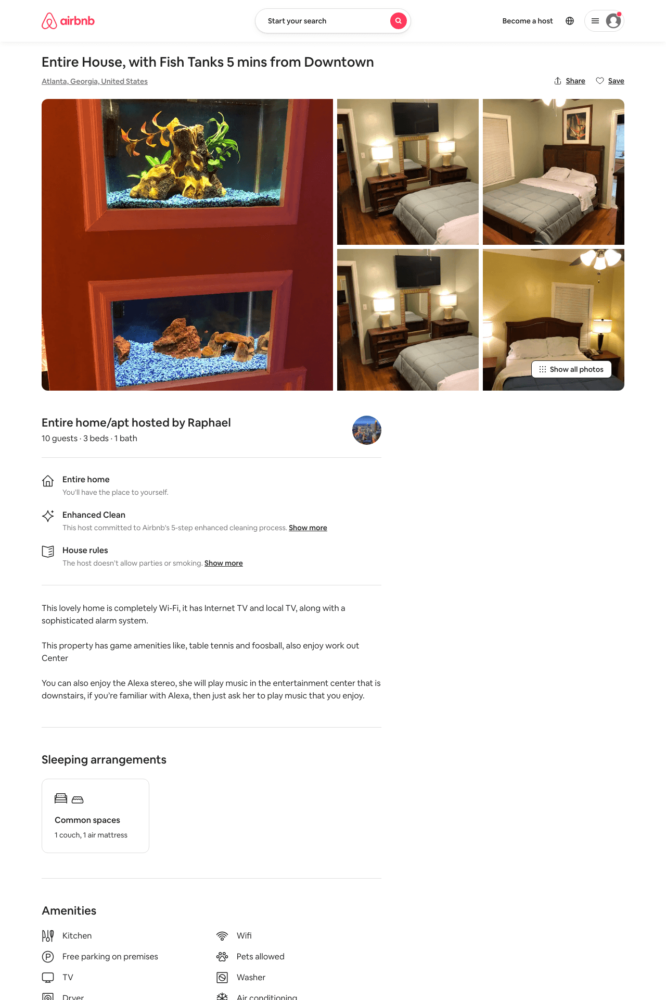 airbnb
Start your search
Become a host
Entire House, with Fish Tanks 5 mins from Downtown
Atlanta, Georgia, United States
Share
Save
Show all photos
Entire home/apt hosted by Raphael
10 guests · 3 beds · 1 bath
Entire home
You’ll have the place to yourself.
Enhanced Clean
This host committed to Airbnb's 5-step enhanced cleaning process. Show more
House rules
The host doesn’t allow parties or smoking. Show more
This lovely home is completely Wi-Fi, it has Internet TV and local TV, along with a
sophisticated alarm system.
This property has game amenities like, table tennis and foosball, also enjoy work out
Center
You can also enjoy the Alexa stereo, she will play music in the entertainment center that is
downstairs, if you’re familiar with Alexa, then just ask her to play music that you enjoy.
Sleeping arrangements
Common spaces
1 couch, 1 air mattress
Amenities
Kitchen
Wifi
Free parking on premises
Pets allowed
TV
Washer
Dryer
Air conditioning